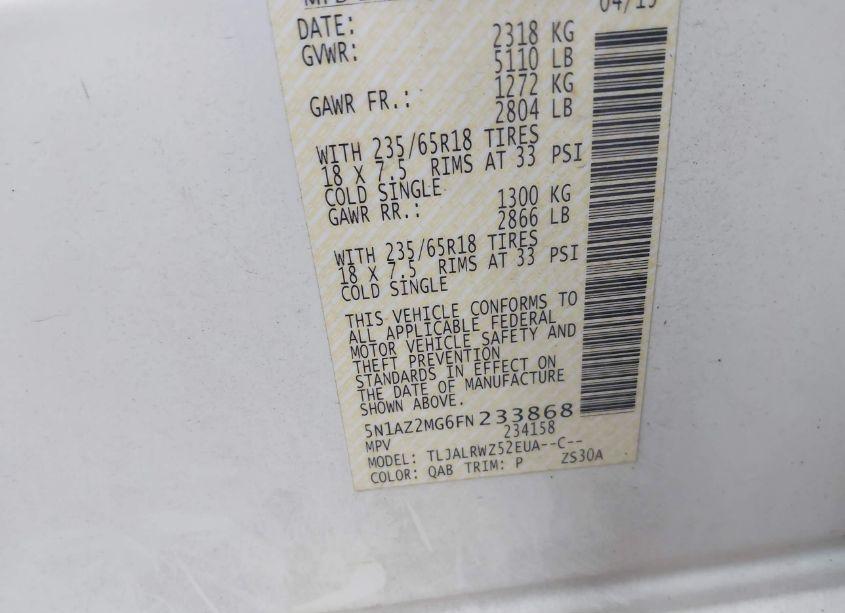 04/15
DATE:
GVWR: 2318 KG
5110 LB
GAWR FR.: 1272 KG
2804 LB
WITH 235/65R18 TIRES
18 X 7.5 RIMS AT 33 PSI
COLD SINGLE
GAWR RR.: 1300 KG
2866 LB
WITH 235/65R18 TIRES
18 X 7.5 RIMS AT 33 PSI
COLD SINGLE
THIS VEHICLE CONFORMS TO
ALL APPLICABLE FEDERAL
MOTOR VEHICLE SAFETY AND
THEFT PREVENTION
STANDARDS IN EFFECT ON
THE DATE OF MANUFACTURE
SHOWN ABOVE.
5N1AZ2MG6FN233868
MPV 234158
MODEL: TLJALRWZ52EUA--C--
COLOR: QAB TRIM: P ZS30A